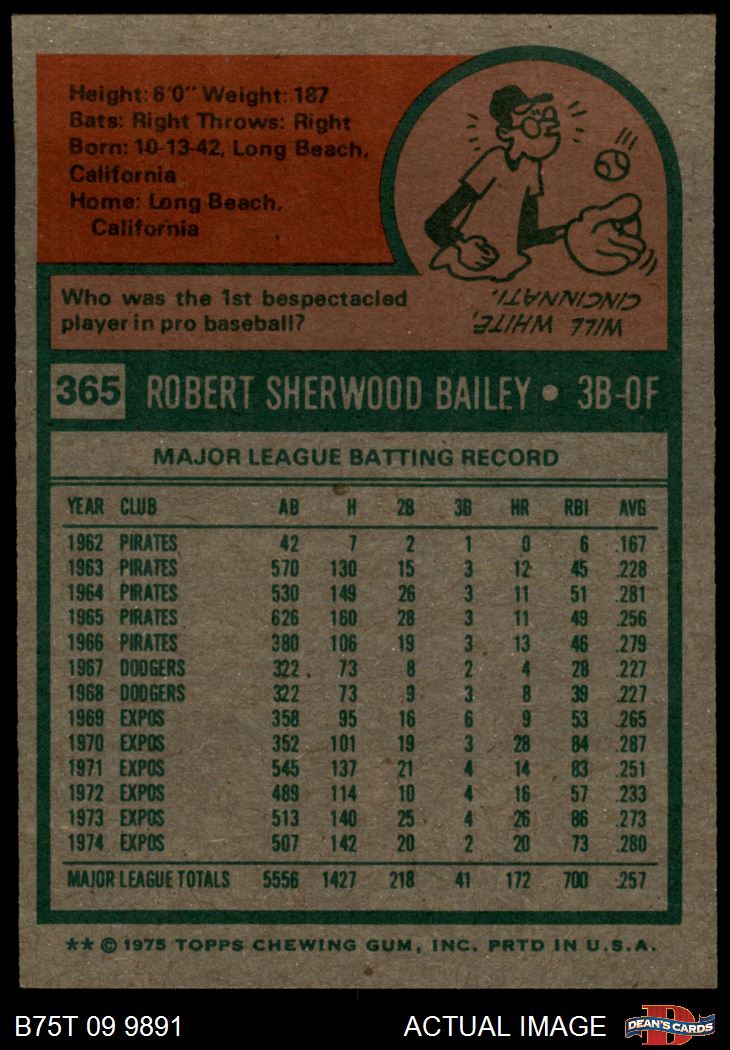 Height: 6'0" Weight: 187
Bats: Right Throws: Right
Born: 10-13-42, Long Beach,
California
Home: Long Beach,
California
Who was the 1st bespectacled
player in pro baseball?
WILL WHITE,
CINCINNATI.
365 ROBERT SHERWOOD BAILEY • 3B-OF
MAJOR LEAGUE BATTING RECORD
YEAR CLUB AB H 2B 3B HR RBI AVG
1962 PIRATES 42 7 2 1 0 6 .167
1963 PIRATES 570 130 15 3 12 45 .228
1964 PIRATES 530 149 26 3 11 51 .281
1965 PIRATES 626 160 28 3 11 49 .256
1966 PIRATES 380 106 19 3 13 46 .279
1967 DODGERS 322 73 8 2 4 28 .227
1968 DODGERS 322 73 9 3 8 39 .227
1969 EXPOS 358 95 16 6 9 53 .265
1970 EXPOS 352 101 19 3 28 84 .287
1971 EXPOS 545 137 21 4 14 83 .251
1972 EXPOS 489 114 10 4 16 57 .233
1973 EXPOS 513 140 25 4 26 86 .273
1974 EXPOS 507 142 20 2 20 73 .280
MAJOR LEAGUE TOTALS 5556 1427 218 41 172 700 .257
** © 1975 TOPPS CHEWING GUM, INC. PRTD IN U.S.A.
B75T 09 9891 ACTUAL IMAGE D DEAN'S CARDS